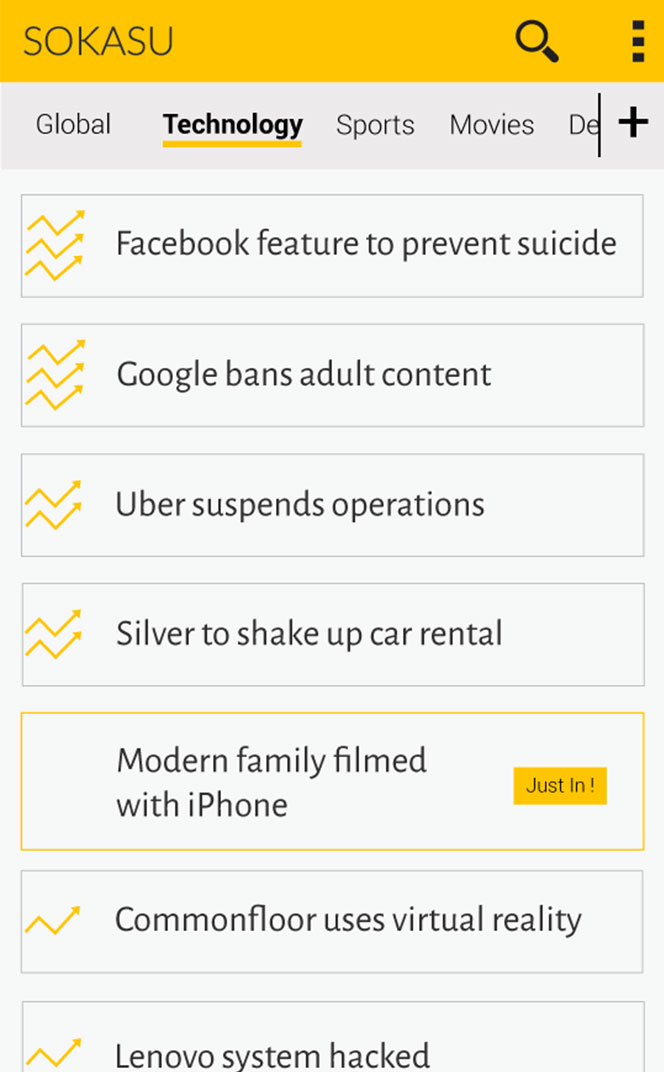 SOKASU
Global Technology Sports Movies De
Facebook feature to prevent suicide
Google bans adult content
Uber suspends operations
Silver to shake up car rental
Modern family filmed
with iPhone
Just In !
Commonfloor uses virtual reality
Lenovo system hacked